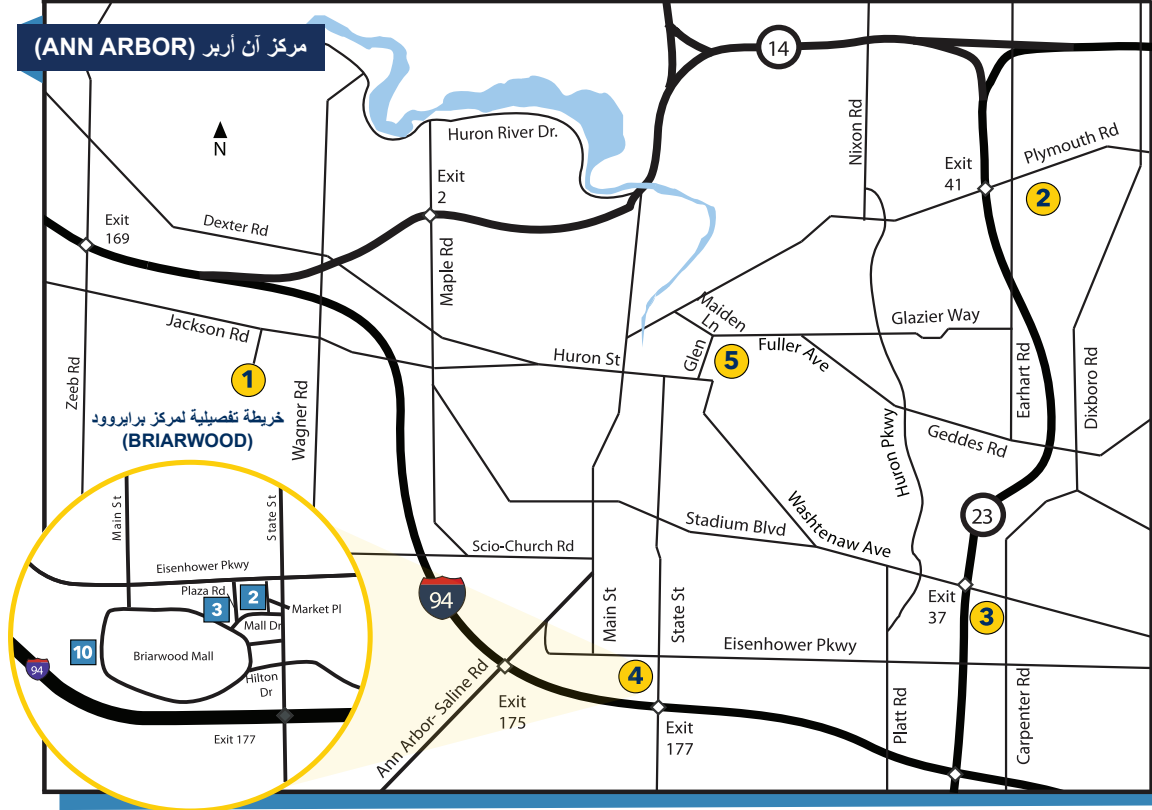 مركز آن أربر (ANN ARBOR)
14
N
Huron River Dr.
Nixon Rd
Plymouth Rd
Exit
41
2
Exit
2
Exit
169
Dexter Rd
Maple Rd
Maiden
Ln
Glazier Way
Jackson Rd
Huron St
Glen
5
Fuller Ave
Zeeb Rd
1
Wagner Rd
Earhart Rd
Dixboro Rd
خريطة تفصيلية لمركز برايروود
(BRIARWOOD)
Huron Pkwy
Geddes Rd
Main St
State St
Stadium Blvd
Washtenaw Ave
23
Scio-Church Rd
Eisenhower Pkwy
Plaza Rd
3
2
Market Pl
Mall Dr
10
Briarwood Mall
94
Hilton
Dr
Exit 177
94
Main St
State St
Exit
37
3
Eisenhower Pkwy
4
Ann Arbor- Saline Rd
Exit
175
Exit
177
Platt Rd
Carpenter Rd